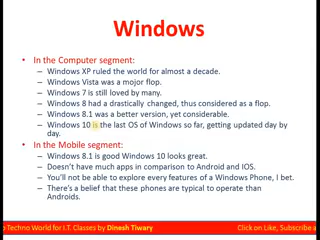 Windows
• In the Computer segment:
– Windows XP ruled the world for almost a decade.
– Windows Vista was a mojor flop.
– Windows 7 is still loved by many.
– Windows 8 had a drastically changed, thus considered as a flop.
– Windows 8.1 was a better version, yet considerable.
– Windows 10 is the last OS of Windows so far, getting updated day by
day.
• In the Mobile segment:
– Windows 8.1 is good Windows 10 looks great.
– Doesn't have much apps in comparison to Android and IOS.
– You'll not be able to explore every features of a Windows Phone, I bet.
– There's a belief that these phones are typical to operate than
Androids.
Techno World for I.T. Classes by Dinesh Tiwary
Click on Like, Subscribe a